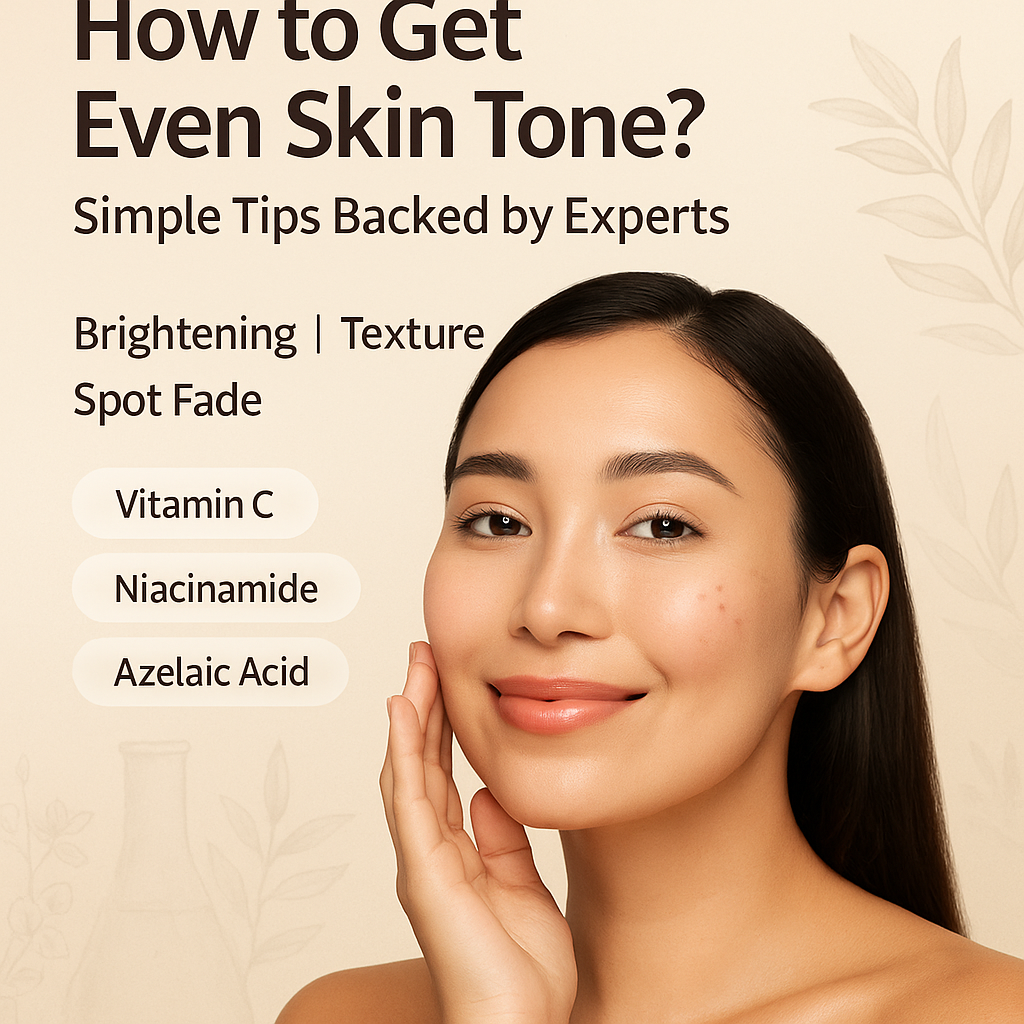 How to Get
Even Skin Tone?
Simple Tips Backed by Experts
Brightening | Texture
Spot Fade
Vitamin C
Niacinamide
Azelaic Acid